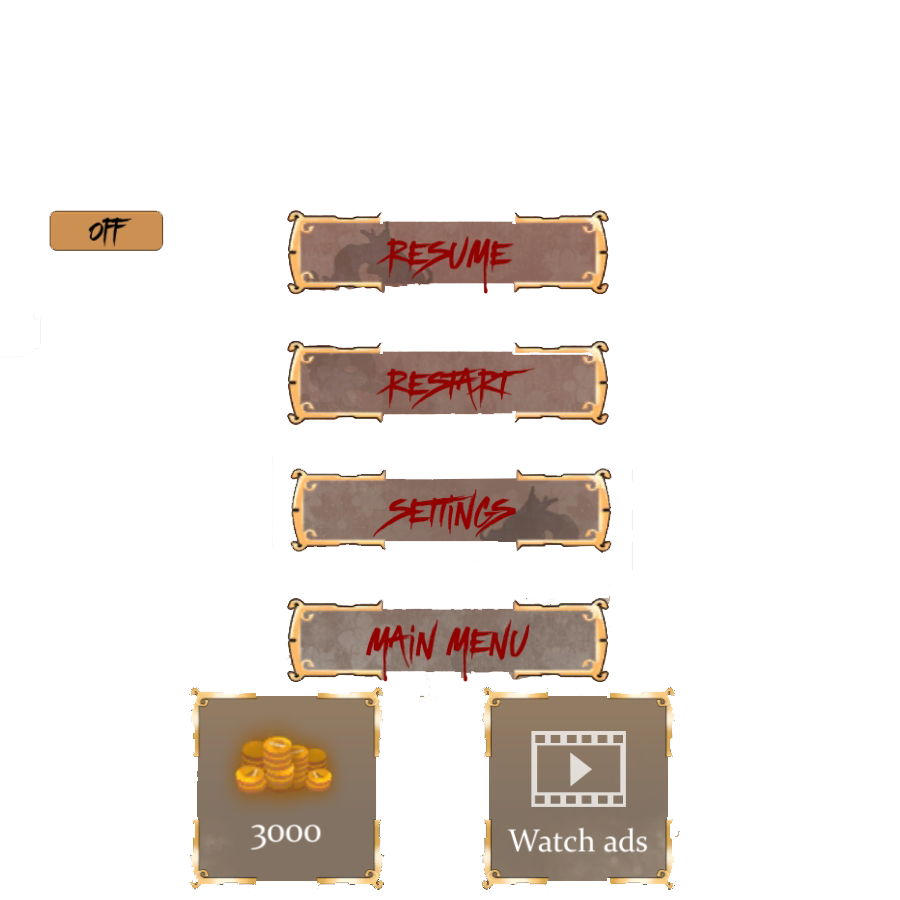 OFF
RESUME
RESTART
SETTINGS
MAIN MENU
3000
Watch ads